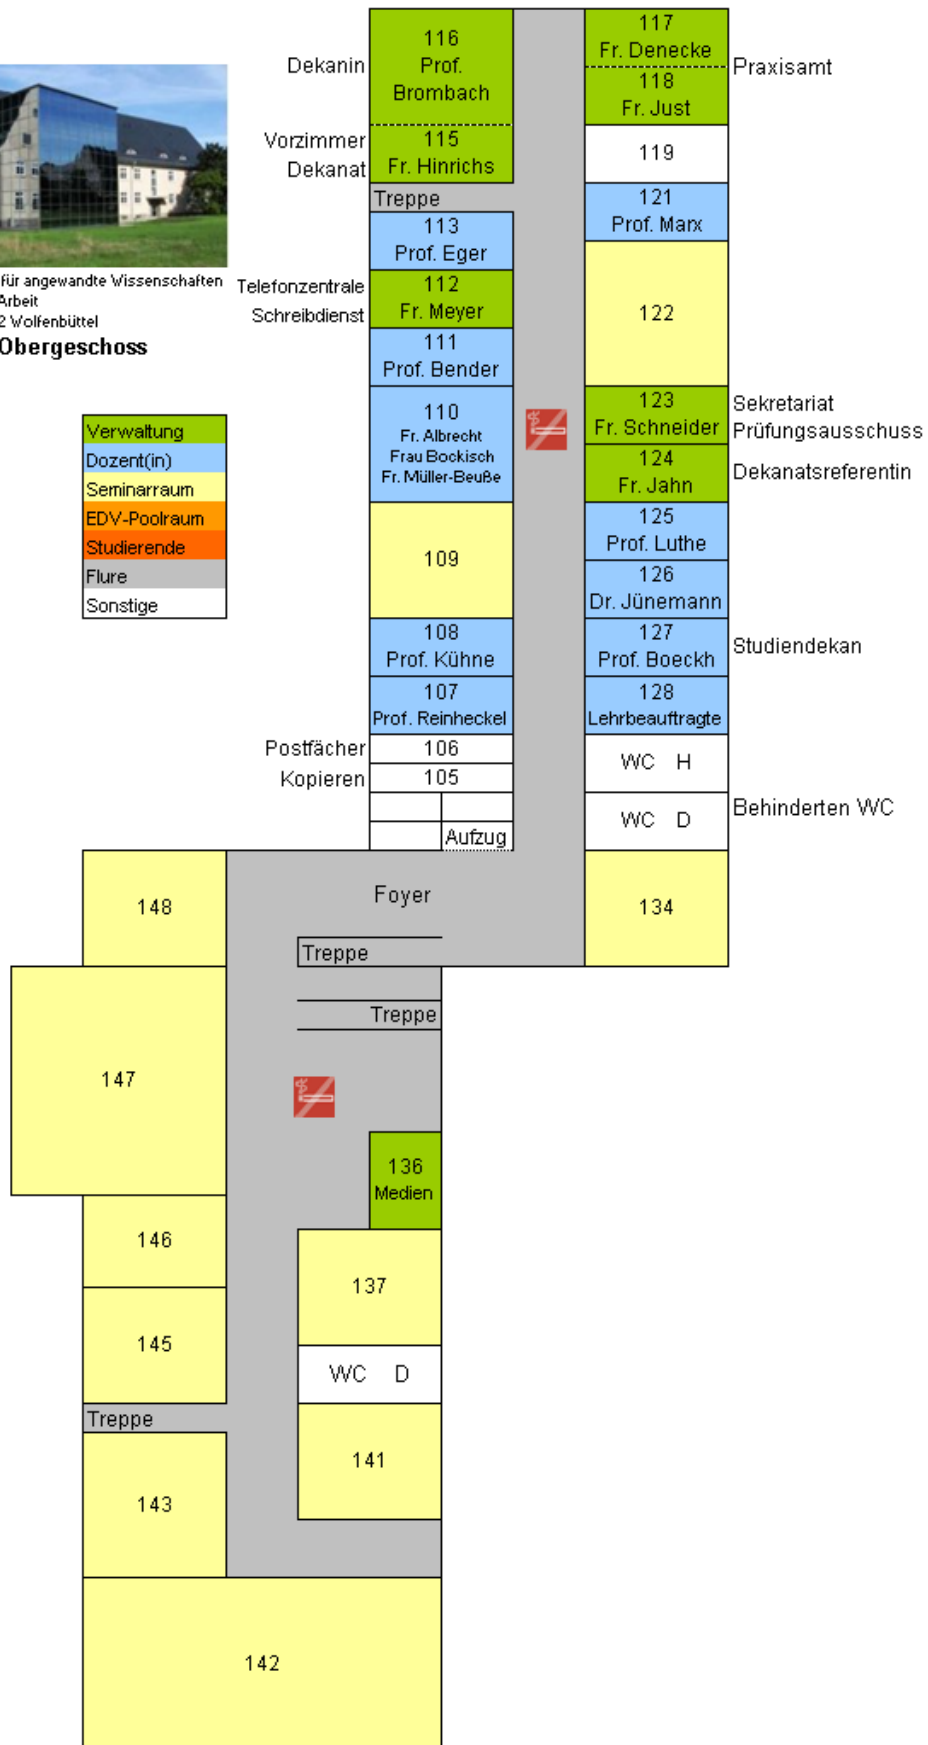 116
Prof.
Brombach
Dekanin
115
Fr. Hinrichs
Vorzimmer
Dekanat
Treppe
113
Prof. Eger
112
Fr. Meyer
Telefonzentrale
Schreibdienst
111
Prof. Bender
110
Fr. Albrecht
Frau Bockisch
Fr. Müller-Beuße
109
108
Prof. Kühne
107
Prof. Reinheckel
Postfächer
106
Kopieren
105
Aufzug
117
Fr. Denecke
118
Fr. Just
Praxisamt
119
121
Prof. Marx
122
123
Fr. Schneider
Sekretariat
Prüfungsausschuss
124
Fr. Jahn
Dekanatsreferentin
125
Prof. Luthe
126
Dr. Jünemann
127
Prof. Boeckh
Studiendekan
128
Lehrbeauftragte
WC H
WC D
Behinderten WC
134
für angewandte Wissenschaften
Arbeit
2 Wolfenbüttel
Obergeschoss
Verwaltung
Dozent(in)
Seminarraum
EDV-Poolraum
Studierende
Flure
Sonstige
Foyer
148
Treppe
Treppe
147
136
Medien
146
137
145
WC D
Treppe
141
143
142